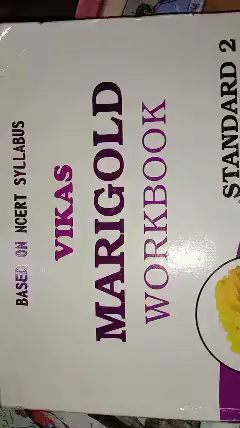 BASED ON NCERT SYLLABUS
VIKAS
MARIGOLD
WORKBOOK
STANDARD 2